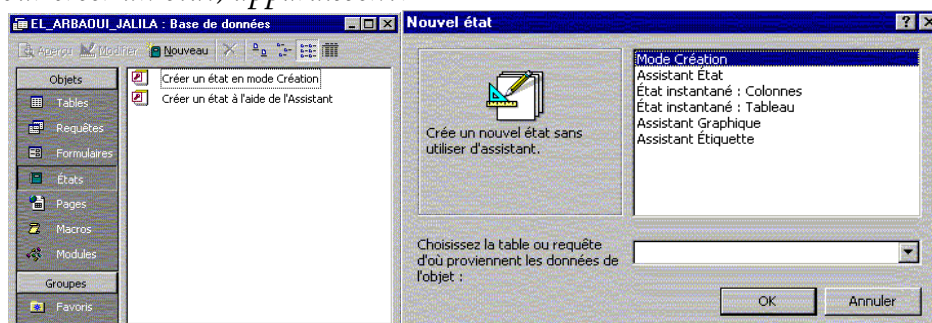 EL_ARBAOUI_JALILA : Base de données
Aperçu Modifier Nouveau
Objets
Tables
Requêtes
Formulaires
États
Pages
Macros
Modules
Groupes
Favoris
Créer un état en mode Création
Créer un état à l'aide de l'Assistant
Nouvel état
Crée un nouvel état sans
utiliser d'assistant.
Mode Création
Assistant État
État instantané : Colonnes
État instantané : Tableau
Assistant Graphique
Assistant Étiquette
Choisissez la table ou requête
d'où proviennent les données de
l'objet :
OK
Annuler